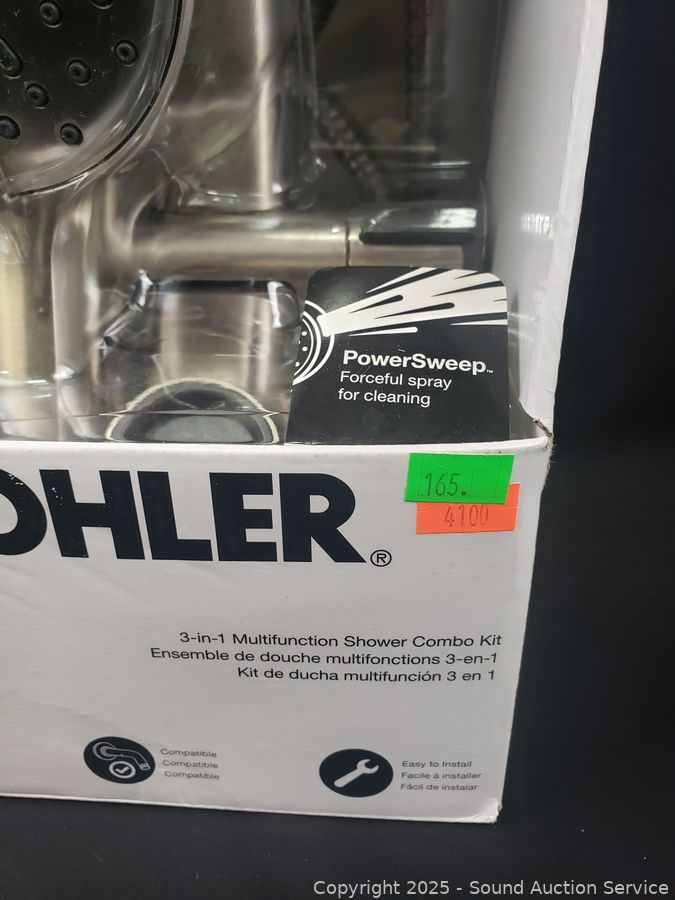 PowerSweep™
Forceful spray
for cleaning
OHLER®
165.
4100
3-in-1 Multifunction Shower Combo Kit
Ensemble de douche multifonctions 3-en-1
Kit de ducha multifunción 3 en 1
Compatible
Compatible
Compatible
Easy to Install
Facile à installer
Fácil de instalar
Copyright 2025 - Sound Auction Service